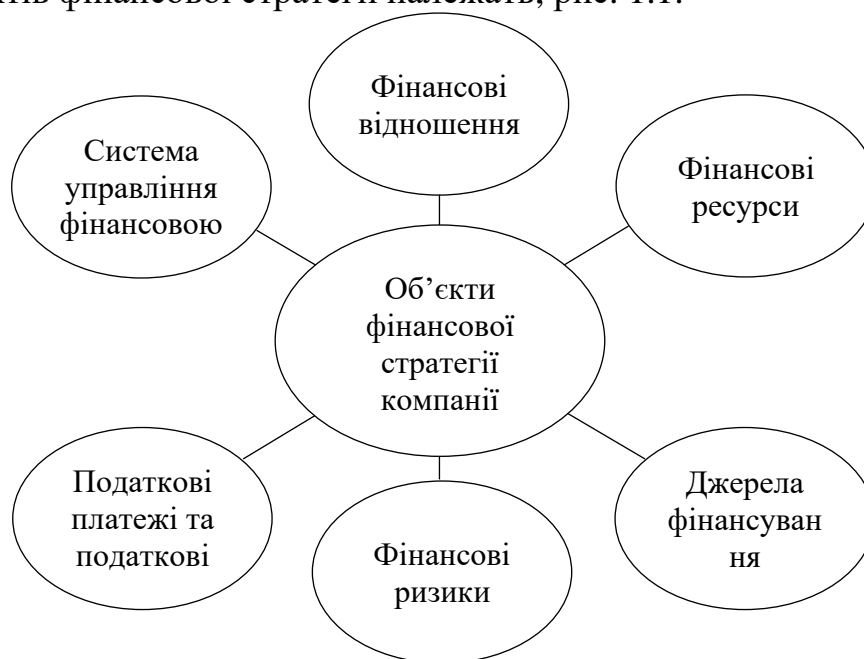 фінансової стратегії належать, рис. 1.1.
Фінансові
відношення
Система
управління
фінансовою
Фінансові
ресурси
Об’єкти
фінансової
стратегії
компанії
Податкові
платежі та
податкові
Фінансові
ризики
Джерела
фінансуван
ня